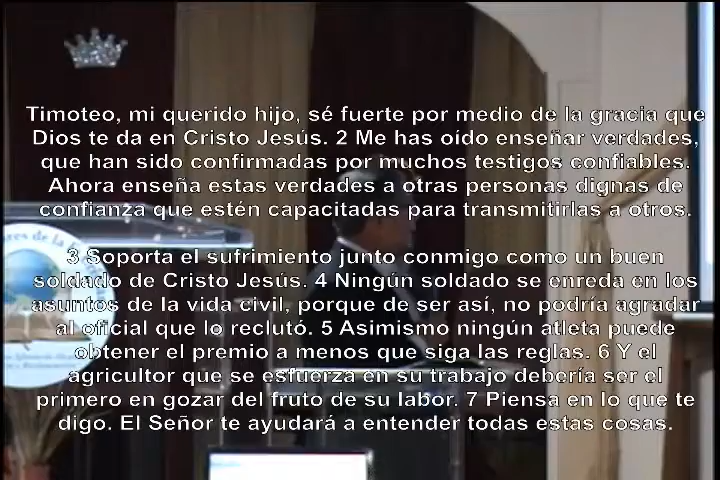 Timoteo, mi querido hijo, sé fuerte por medio de la gracia que
Dios te da en Cristo Jesús. 2 Me has oído enseñar verdades,
que han sido confirmadas por muchos testigos confiables.
Ahora enseña estas verdades a otras personas dignas de
confianza que estén capacitadas para transmitirlas a otros.
3 Soporta el sufrimiento junto conmigo como un buen
soldado de Cristo Jesús. 4 Ningún soldado se enreda en los
asuntos de la vida civil, porque de ser así, no podría agradar
al oficial que lo reclutó. 5 Asimismo ningún atleta puede
obtener el premio a menos que siga las reglas. 6 Y el
agricultor que se esfuerza en su trabajo debería ser el
primero en gozar del fruto de su labor. 7 Piensa en lo que te
digo. El Señor te ayudará a entender todas estas cosas.
de la